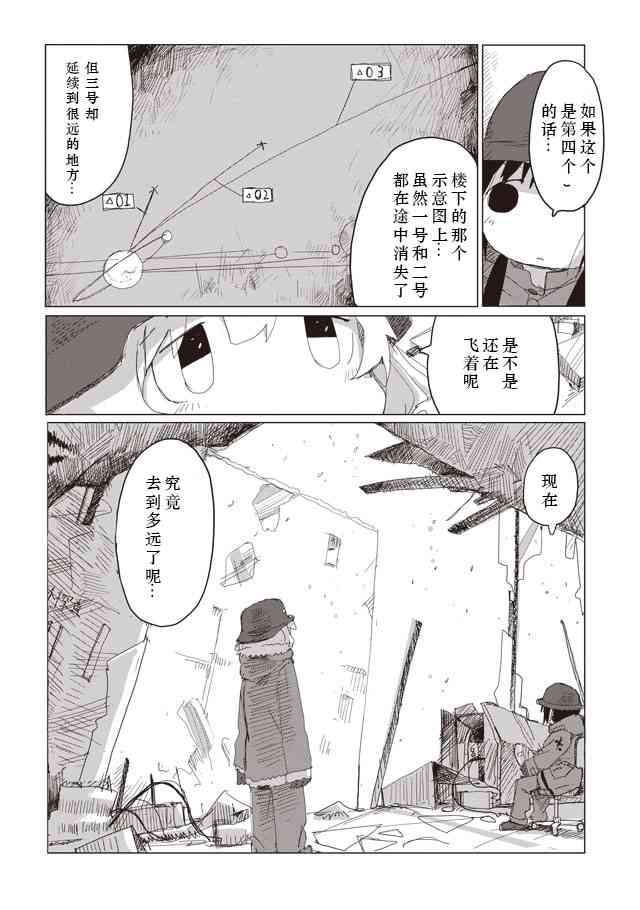 如果这个
是第四个~
的话…
楼下的那个
示意图上…
虽然一号和二号
都在途中消失了
但三号却
延续到很远的地方…
△03
△02
△01
是不是
还在
飞着呢
现在
究竟
去到多远了呢…